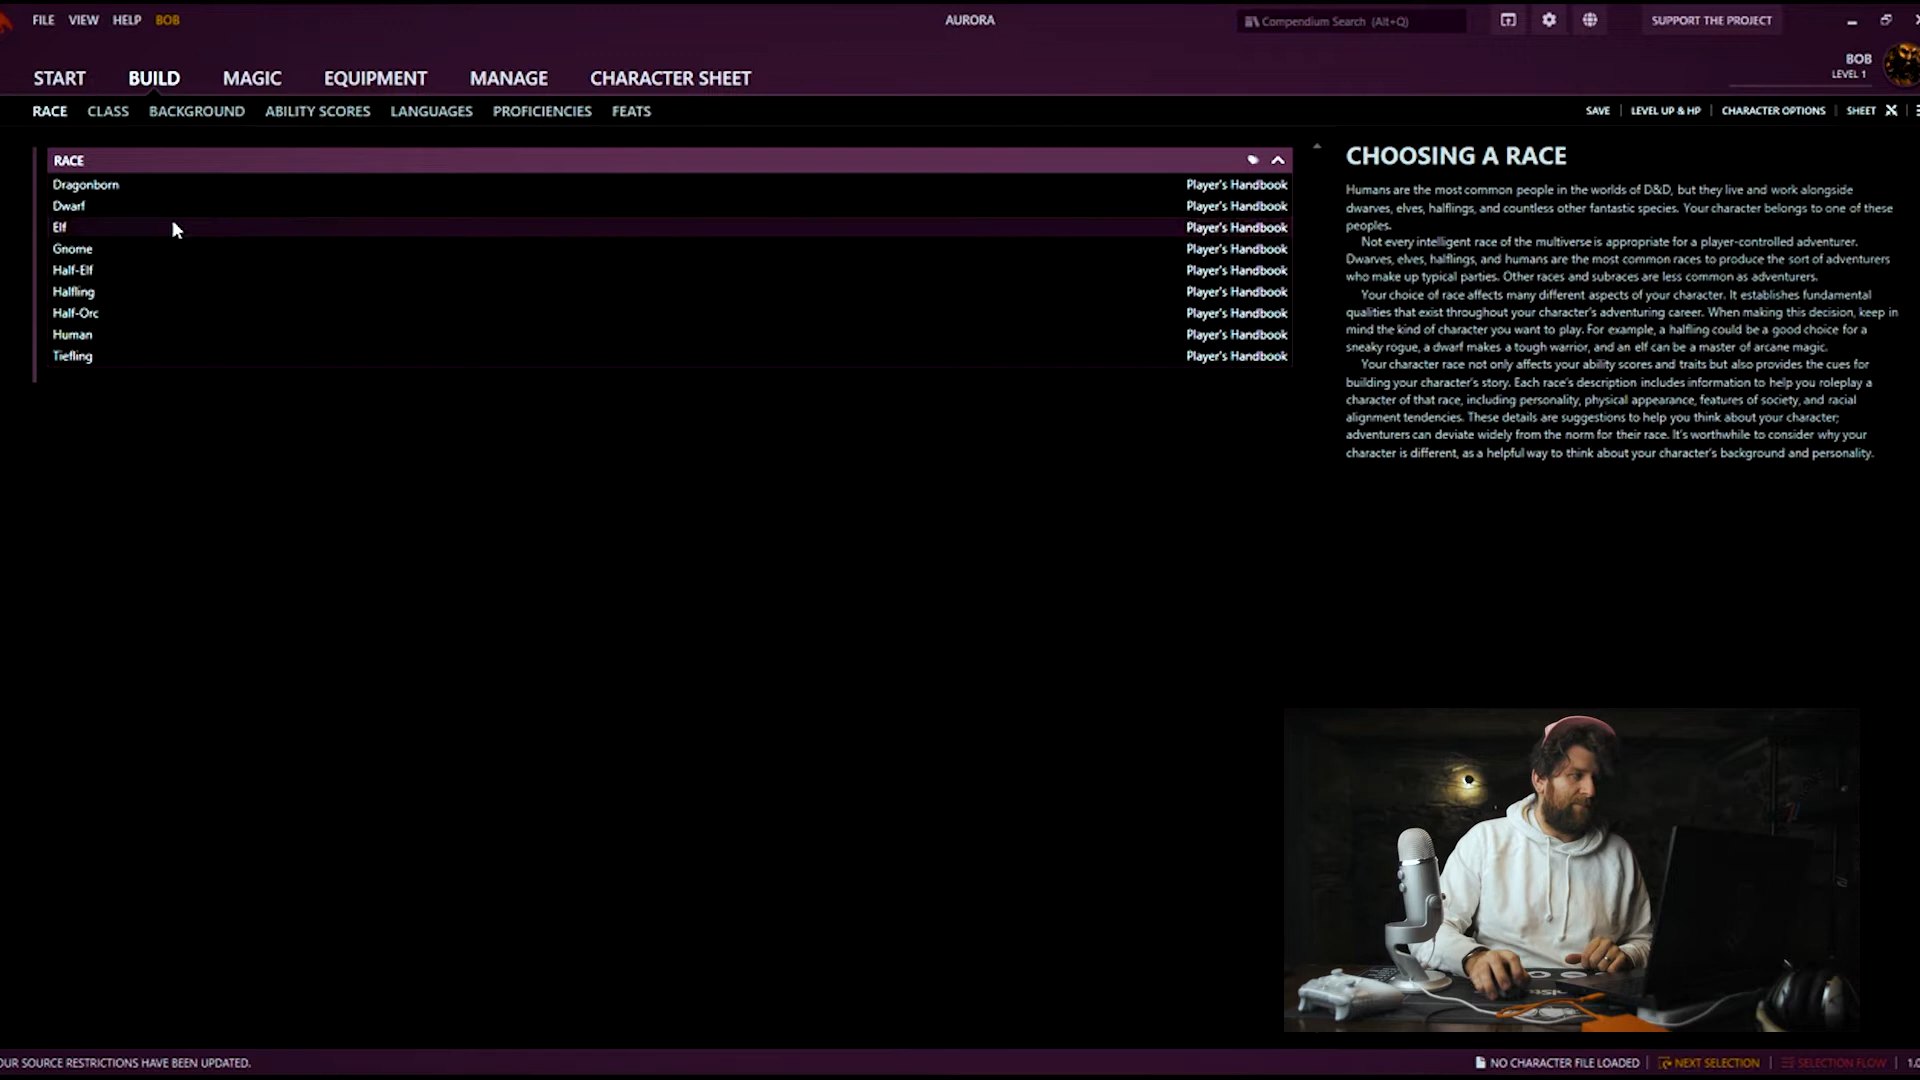 FILE VIEW HELP BOB
AURORA
Compendium Search (Alt+Q)
SUPPORT THE PROJECT
BOB
LEVEL 1
START BUILD MAGIC EQUIPMENT MANAGE CHARACTER SHEET
RACE CLASS BACKGROUND ABILITY SCORES LANGUAGES PROFICIENCIES FEATS
SAVE LEVEL UP & HP CHARACTER OPTIONS SHEET
RACE
Dragonborn Player's Handbook
Dwarf Player's Handbook
Elf Player's Handbook
Gnome Player's Handbook
Half-Elf Player's Handbook
Halfling Player's Handbook
Half-Orc Player's Handbook
Human Player's Handbook
Tiefling Player's Handbook
CHOOSING A RACE
Humans are the most common people in the worlds of D&D, but they live and work alongside
dwarves, elves, halflings, and countless other fantastic species. Your character belongs to one of these
peoples.
Not every intelligent race of the multiverse is appropriate for a player-controlled adventurer.
Dwarves, elves, halflings, and humans are the most common races to produce the sort of adventurers
who make up typical parties. Other races and subraces are less common as adventurers.
Your choice of race affects many different aspects of your character. It establishes fundamental
qualities that exist throughout your character's adventuring career. When making this decision, keep in
mind the kind of character you want to play. For example, a halfling could be a good choice for a
sneaky rogue, a dwarf makes a tough warrior, and an elf can be a master of arcane magic.
Your character race not only affects your ability scores and traits but also provides the cues for
building your character's story. Each race's description includes information to help you roleplay a
character of that race, including personality, physical appearance, features of society, and racial
alignment tendencies. These details are suggestions to help you think about your character;
adventurers can deviate widely from the norm for their race. It's worthwhile to consider why your
character is different, as a helpful way to think about your character's background and personality.
OUR SOURCE RESTRICTIONS HAVE BEEN UPDATED.
NO CHARACTER FILE LOADED NEXT SELECTION SELECTION FLOW 1.0